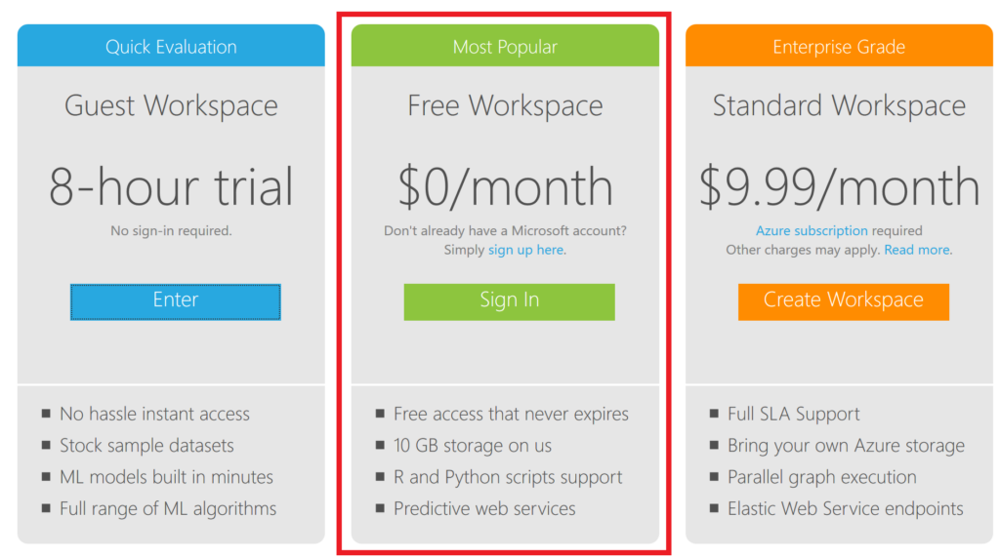 Quick Evaluation
Guest Workspace
8-hour trial
No sign-in required.
Enter
No hassle instant access
Stock sample datasets
ML models built in minutes
Full range of ML algorithms
Most Popular
Free Workspace
$0/month
Don't already have a Microsoft account?
Simply sign up here.
Sign In
Free access that never expires
10 GB storage on us
R and Python scripts support
Predictive web services
Enterprise Grade
Standard Workspace
$9.99/month
Azure subscription required
Other charges may apply. Read more.
Create Workspace
Full SLA Support
Bring your own Azure storage
Parallel graph execution
Elastic Web Service endpoints